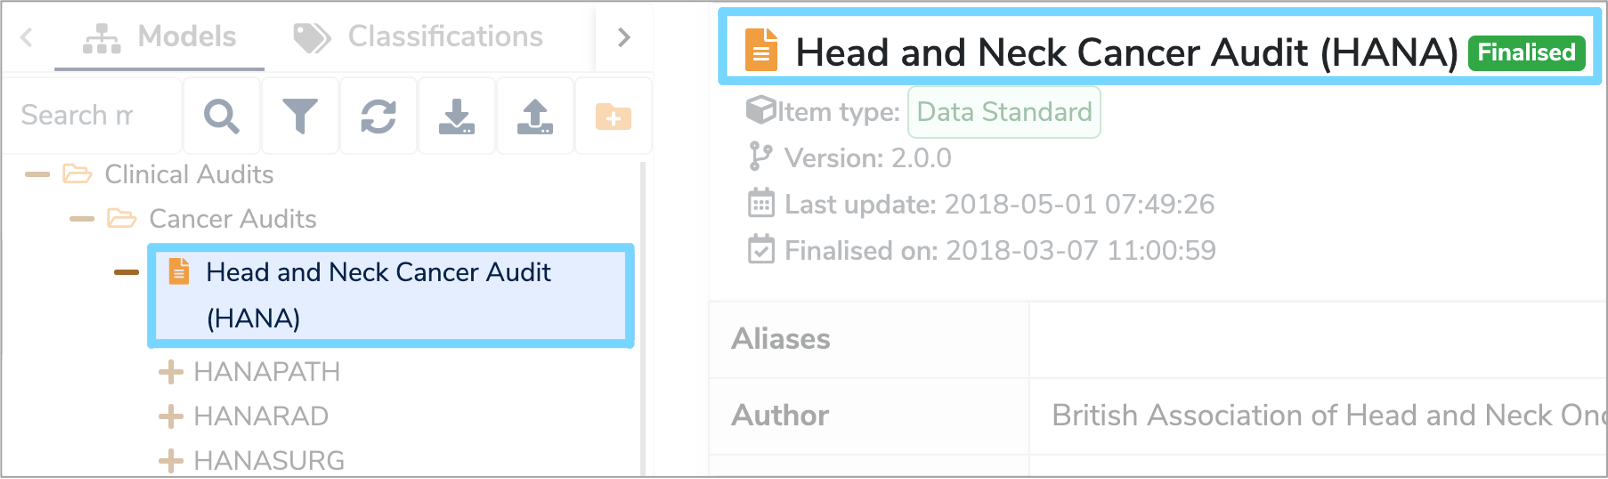 Models
Classifications
Search m
Clinical Audits
Cancer Audits
Head and Neck Cancer Audit
(HANA)
HANAPATH
HANARAD
HANASURG
Head and Neck Cancer Audit (HANA) Finalised
Item type: Data Standard
Version: 2.0.0
Last update: 2018-05-01 07:49:26
Finalised on: 2018-03-07 11:00:59
Aliases
Author British Association of Head and Neck Onc